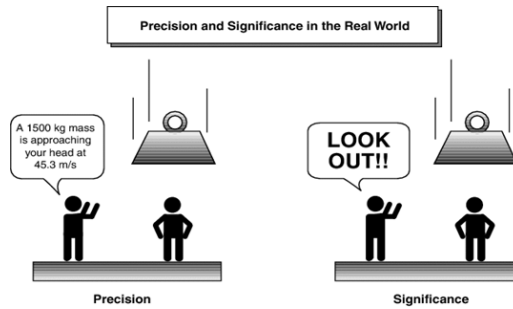 Precision and Significance in the Real World
A 1500 kg mass
is approaching
your head at
45.3 m/s
LOOK
OUT!!
Precision
Significance